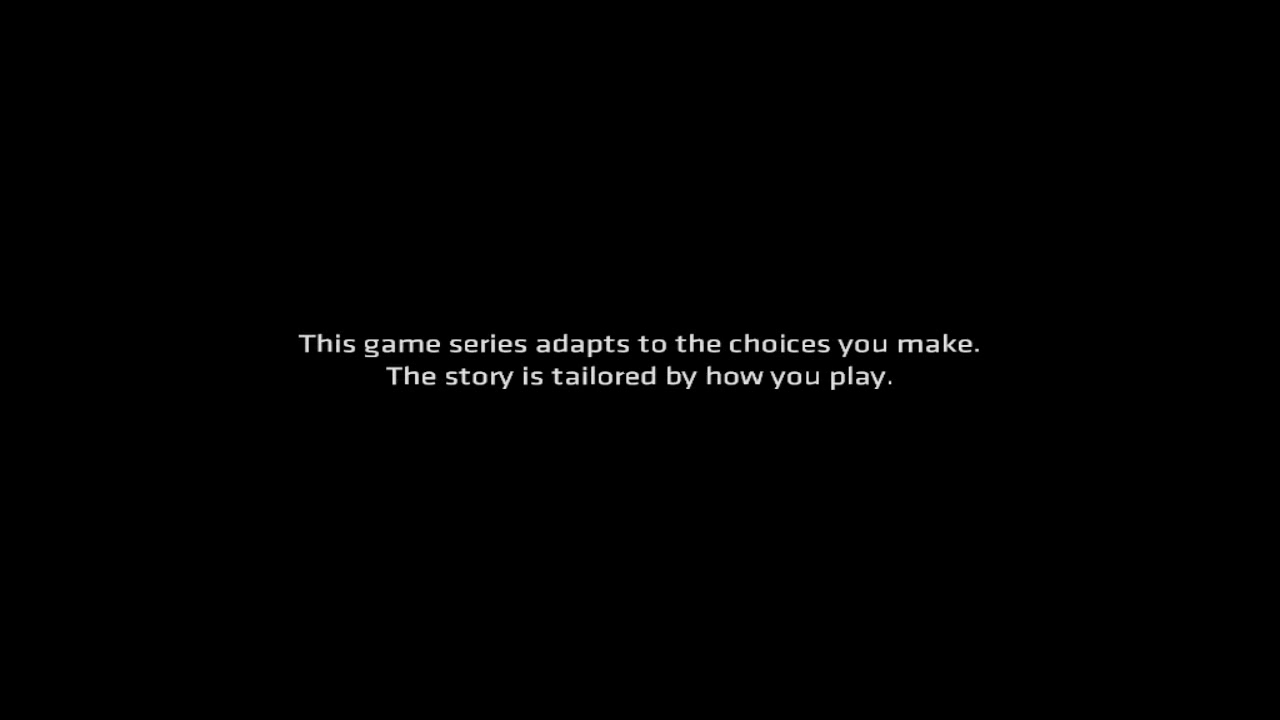 This game series adapts to the choices you make.
The story is tailored by how you play.